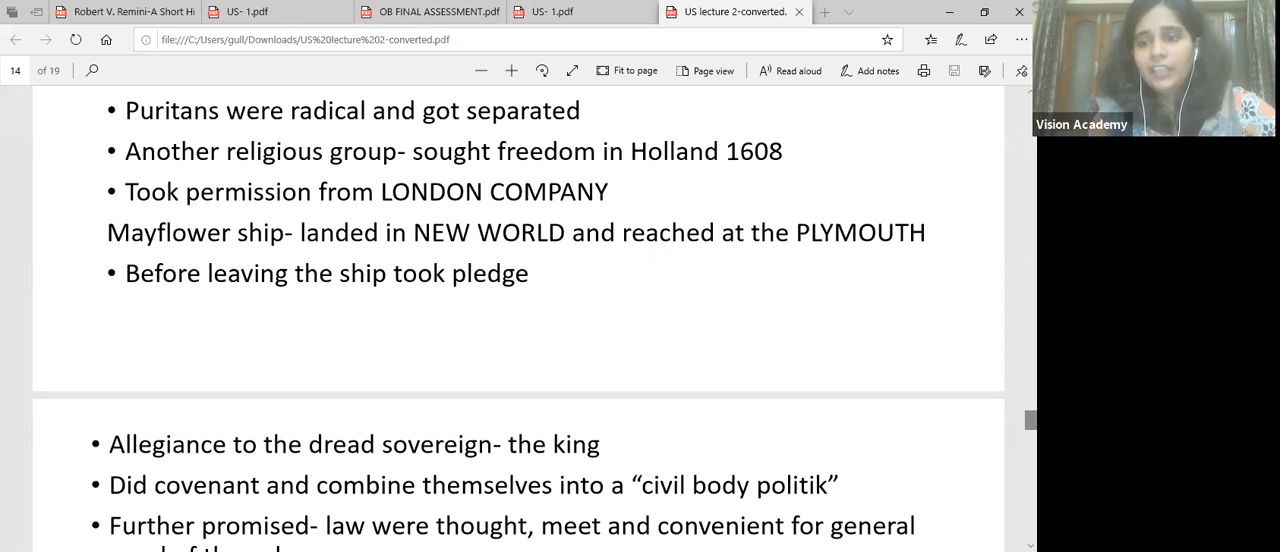 Robert V. Remini-A Short Hi
US- 1.pdf
OB FINAL ASSESSMENT.pdf
US- 1.pdf
US lecture 2-converted.
file:///C:/Users/gull/Downloads/US%20lecture%202-converted.pdf
14 of 19
Fit to page
Page view
Read aloud
Add notes
Vision Academy
• Puritans were radical and got separated
• Another religious group- sought freedom in Holland 1608
• Took permission from LONDON COMPANY
Mayflower ship- landed in NEW WORLD and reached at the PLYMOUTH
• Before leaving the ship took pledge
• Allegiance to the dread sovereign- the king
• Did covenant and combine themselves into a “civil body politik”
• Further promised- law were thought, meet and convenient for general